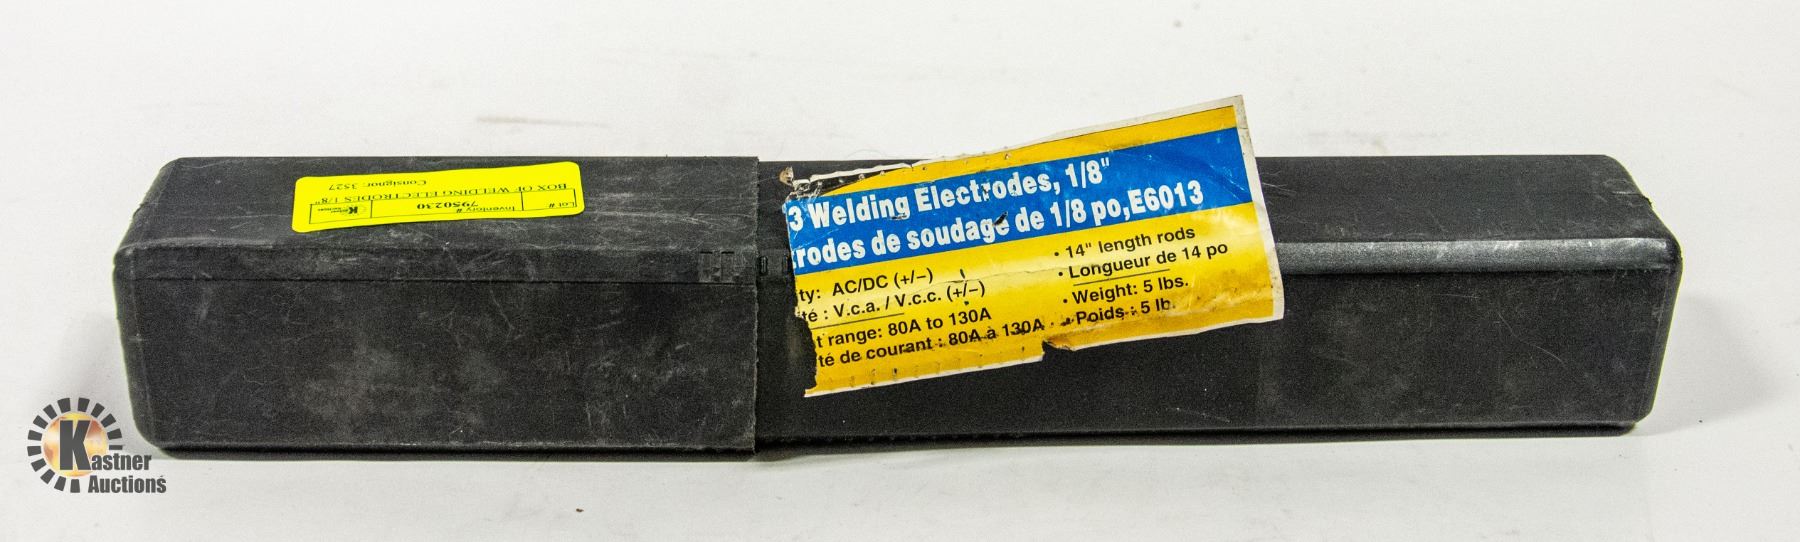 Lot #
Inventory #
7950230
BOX OF WELDING ELECTRODES 1/8"
Consignor: 3527
3 Welding Electrodes, 1/8"
trodes de soudage de 1/8 po,E6013
ty: AC/DC (+/–)
té : V.c.a. / V.c.c. (+/–)
t range: 80A to 130A
té de courant : 80A à 130A
• 14" length rods
• Longueur de 14 po
• Weight: 5 lbs.
• Poids : 5 lb.
K
Kastner
Auctions